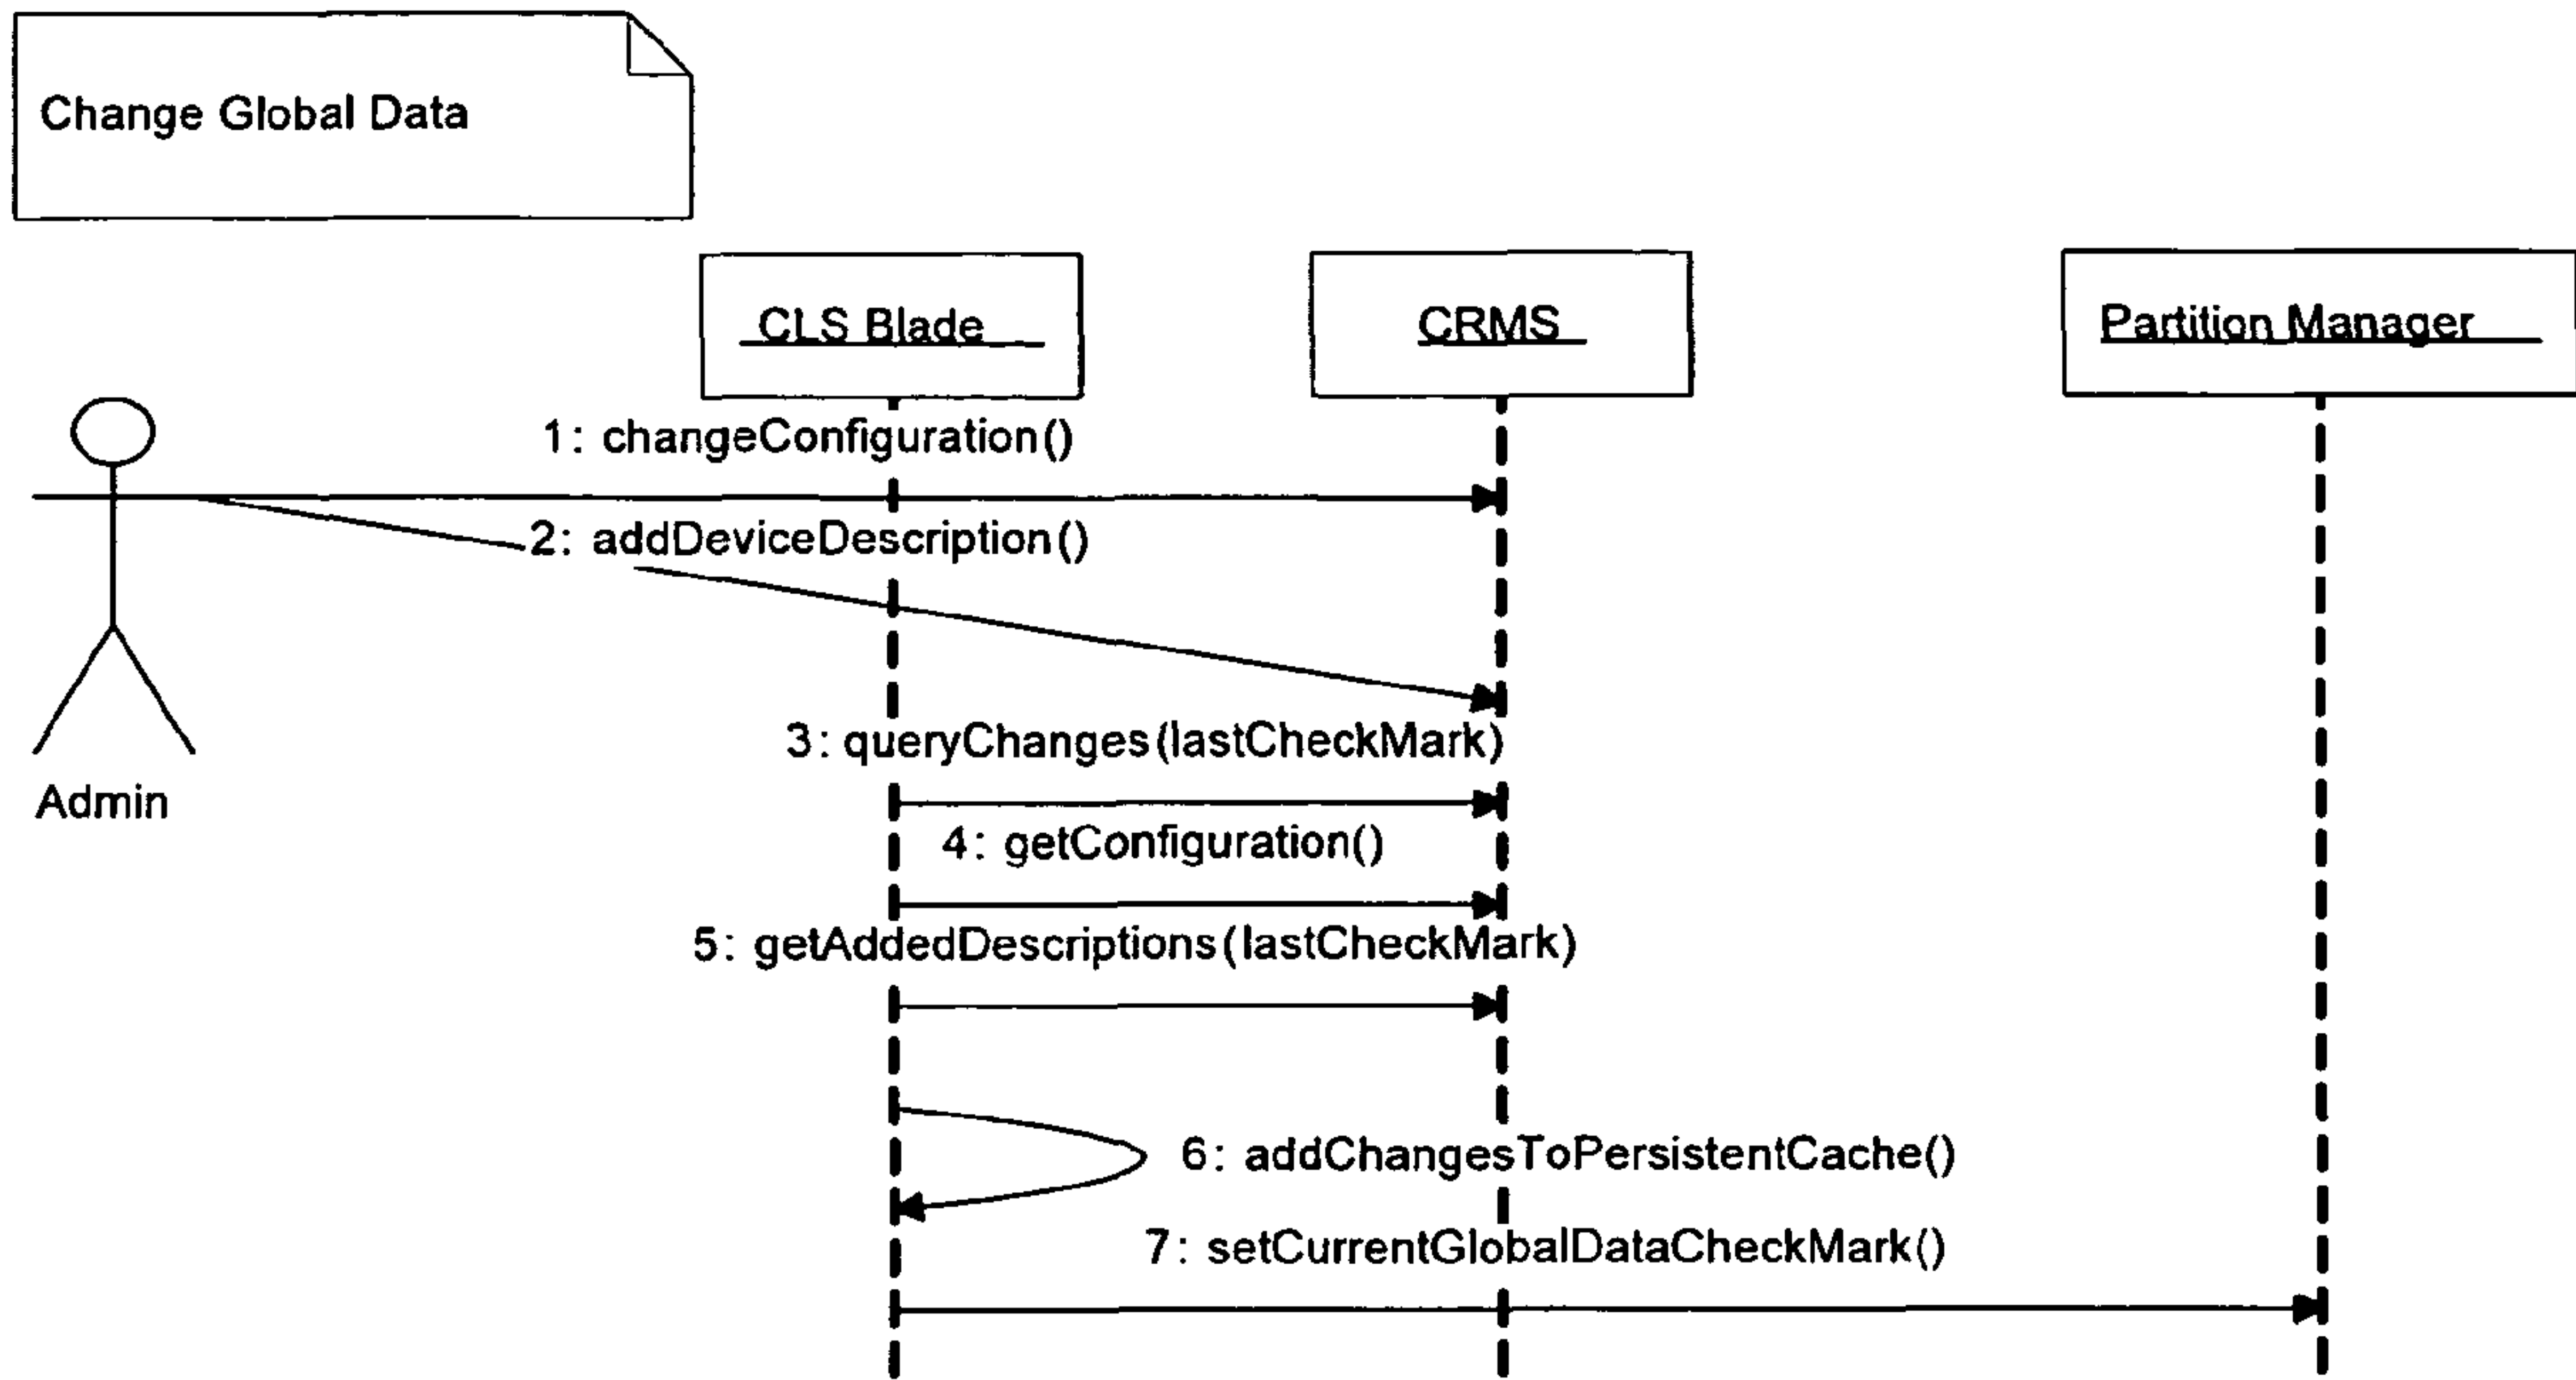 Change Global Data
CLS Blade
CRMS
Partition Manager
1: changeConfiguration()
2: addDeviceDescription()
3: queryChanges(lastCheckMark)
Admin
4: getConfiguration()
5: getAddedDescriptions(lastCheckMark)
6: addChangesToPersistentCache()
7: setCurrentGlobalDataCheckMark()